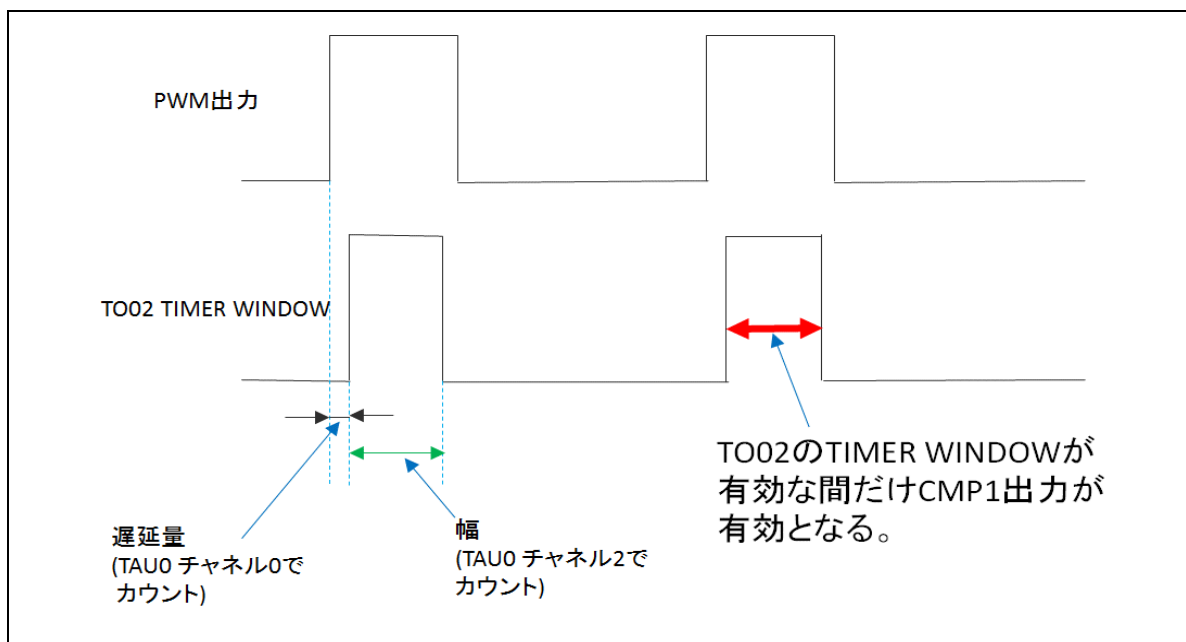 PWM出力
TO02 TIMER WINDOW
遅延量
(TAU0 チャネル0で
カウント)
幅
(TAU0 チャネル2で
カウント)
TO02のTIMER WINDOWが
有効な間だけCMP1出力が
有効となる。